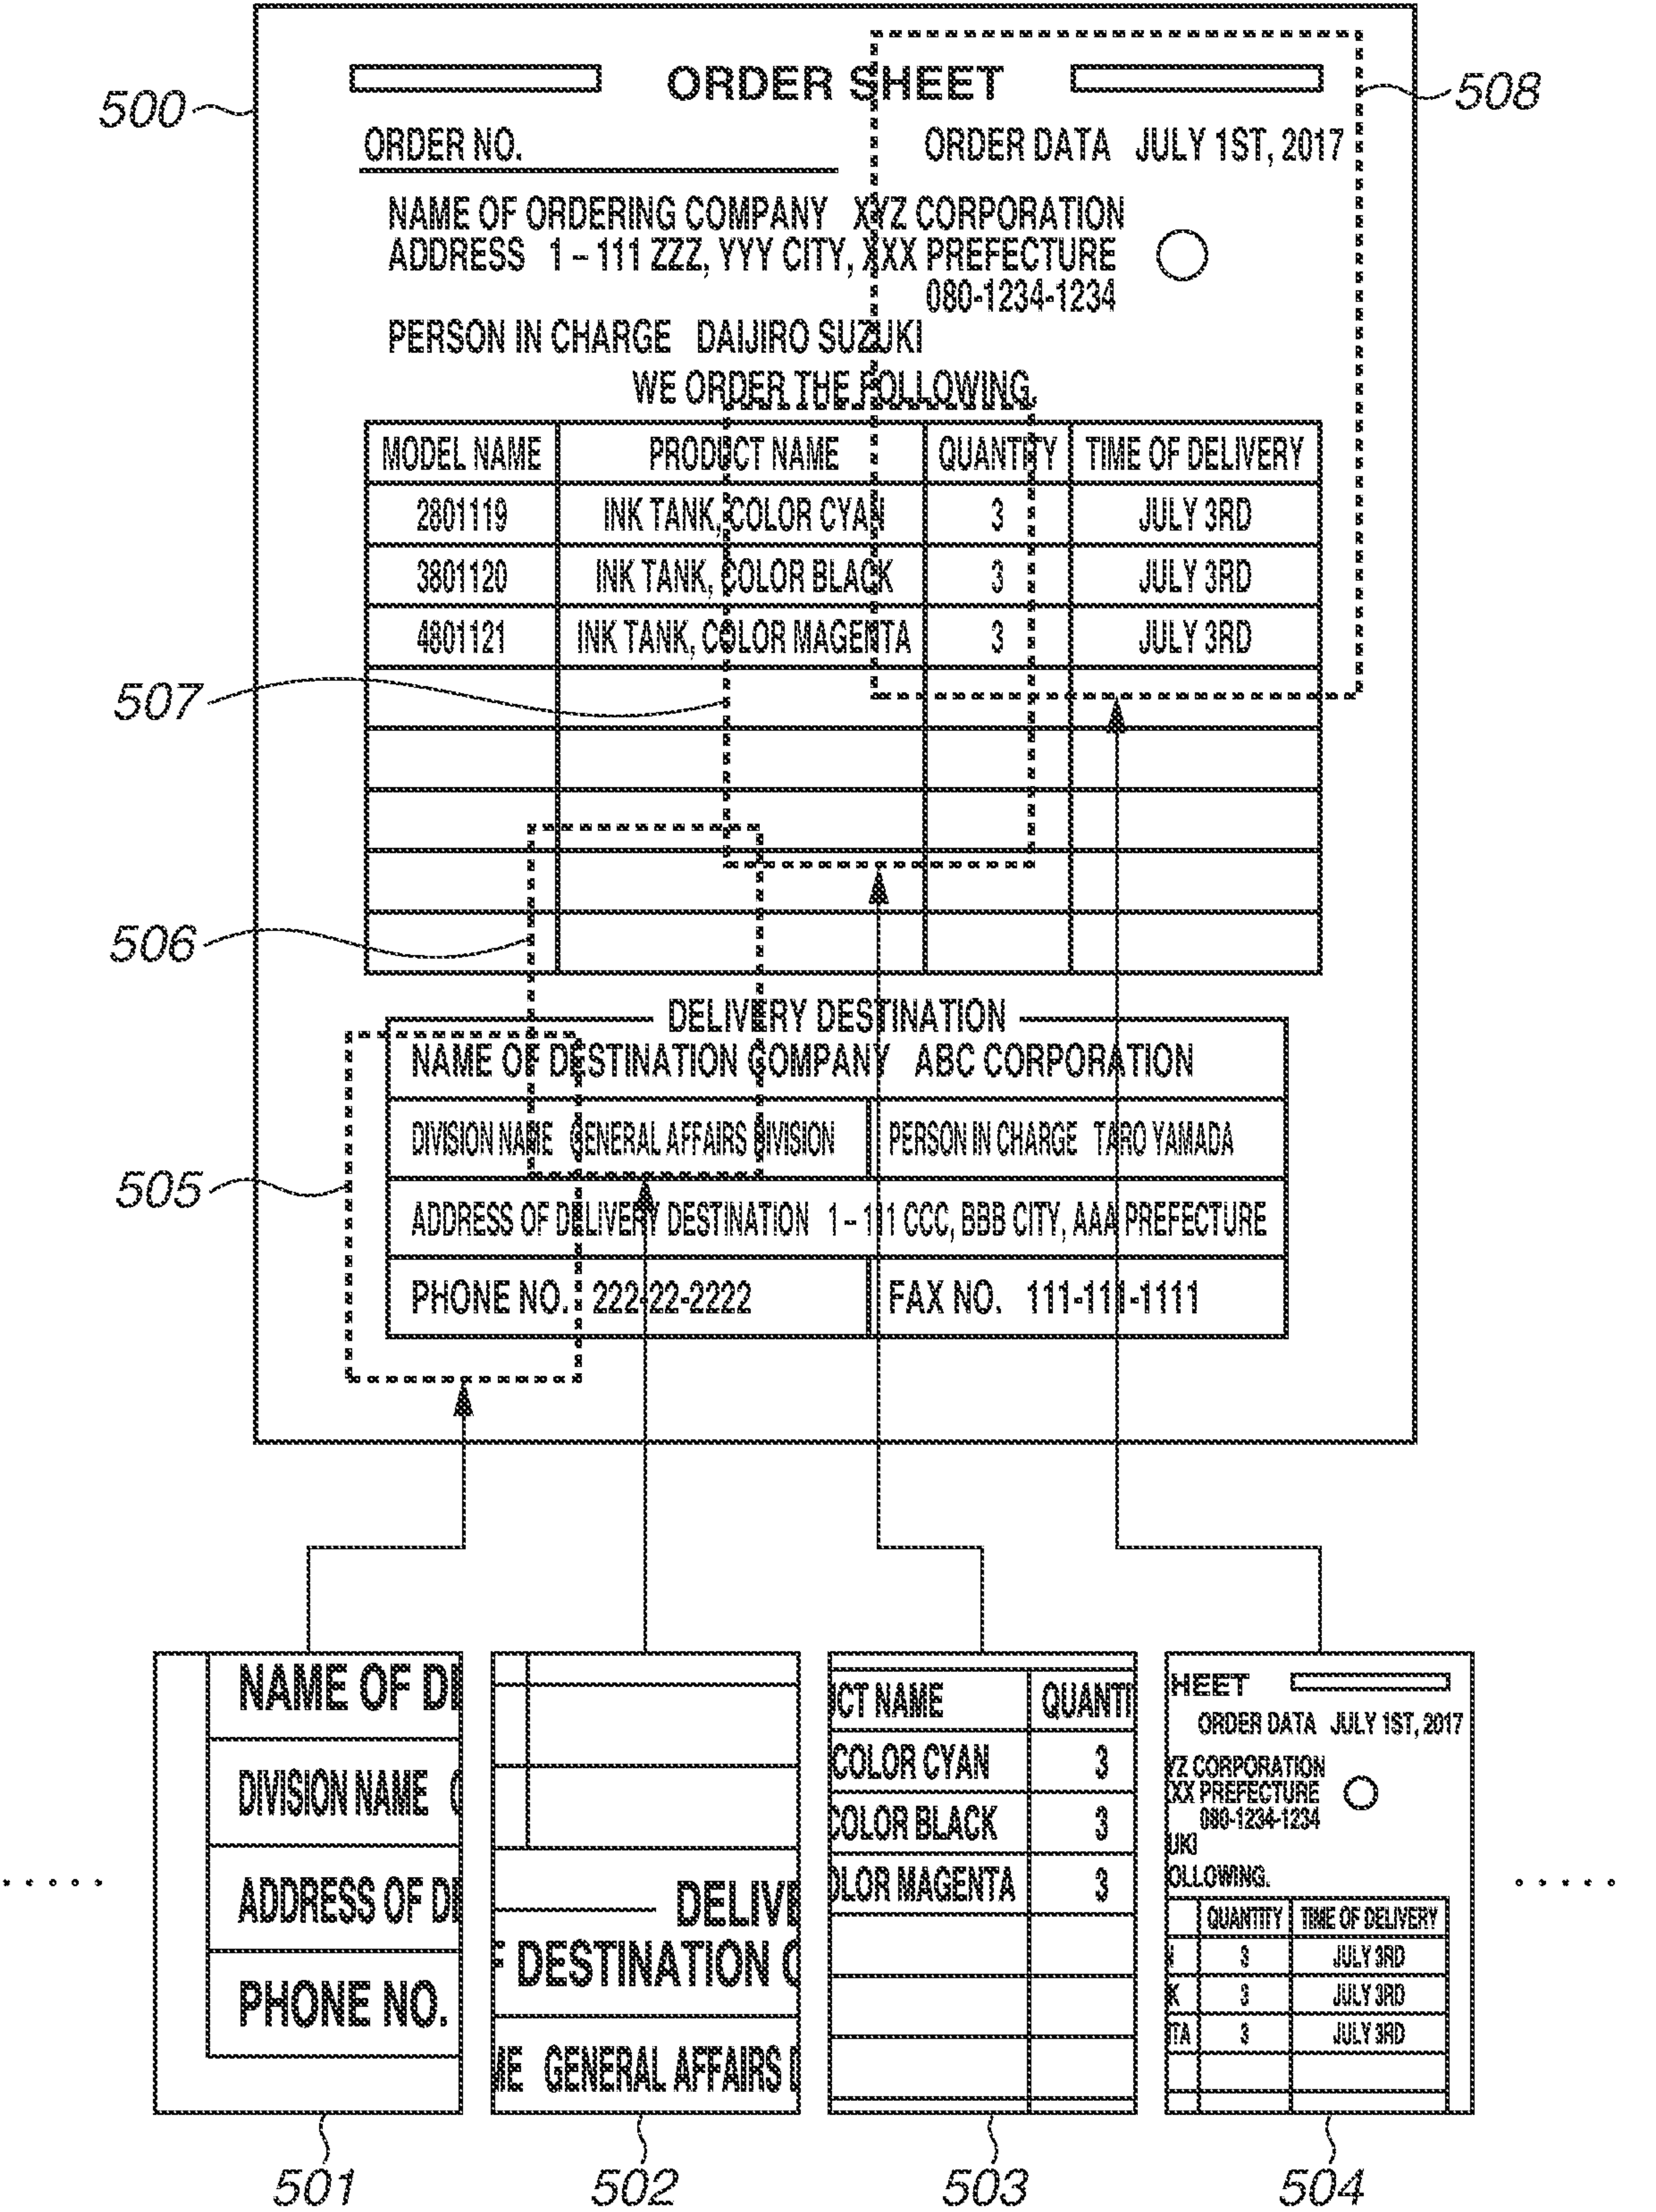 ORDER SHEET
500
508
ORDER NO.
ORDER DATA JULY 1ST, 2017
NAME OF ORDERING COMPANY XYZ CORPORATION
ADDRESS 1 – 111 ZZZ, YYY CITY, XXX PREFECTURE
080-1234-1234
PERSON IN CHARGE DAIJIRO SUZUKI
WE ORDER THE FOLLOWING.
MODEL NAME PRODUCT NAME QUANTITY TIME OF DELIVERY
2801119 INK TANK, COLOR CYAN 3 JULY 3RD
3801120 INK TANK, COLOR BLACK 3 JULY 3RD
4801121 INK TANK, COLOR MAGENTA 3 JULY 3RD
507
506
DELIVERY DESTINATION
NAME OF DESTINATION COMPANY ABC CORPORATION
DIVISION NAME GENERAL AFFAIRS DIVISION PERSON IN CHARGE TARO YAMADA
505
ADDRESS OF DELIVERY DESTINATION 1 – 111 CCC, BBB CITY, AAA PREFECTURE
PHONE NO. 222-22-2222 FAX NO. 111-111-1111
NAME OF DE
DIVISION NAME G
ADDRESS OF DE
PHONE NO.
501
DELIVE
F DESTINATION C
ME GENERAL AFFAIRS D
502
UCT NAME QUANTI
COLOR CYAN 3
COLOR BLACK 3
OLOR MAGENTA 3
503
HEET
ORDER DATA JULY 1ST, 2017
YZ CORPORATION
XX PREFECTURE
080-1234-1234
UKI
OLLOWING.
QUANTITY TIME OF DELIVERY
N 3 JULY 3RD
K 3 JULY 3RD
TA 3 JULY 3RD
504